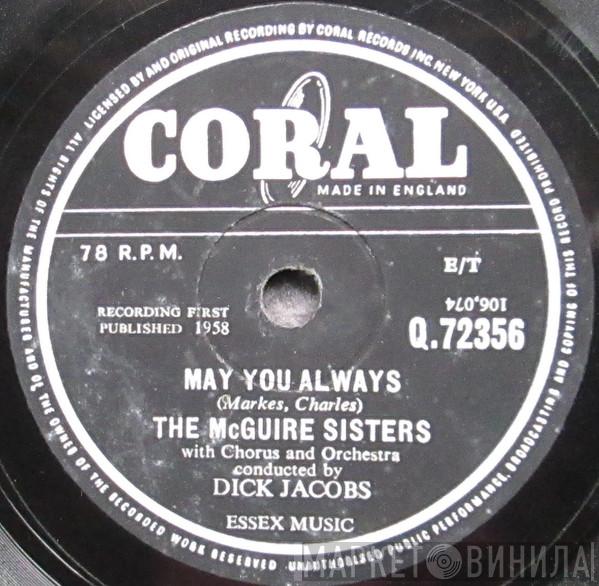 LICENSED BY AND ORIGINAL RECORDING BY CORAL RECORDS INC. NEW YORK U.S.A.
CORAL
MADE IN ENGLAND
78 R.P.M.
E/T
RECORDING FIRST
PUBLISHED 1958
106,074
Q.72356
MAY YOU ALWAYS
(Markes, Charles)
THE McGUIRE SISTERS
with Chorus and Orchestra
conducted by
DICK JACOBS
ESSEX MUSIC
ALL RIGHTS OF THE MANUFACTURER AND OF THE OWNER OF THE RECORDED WORK RESERVED UNAUTHORISED PUBLIC PERFORMANCE, BROADCASTING AND COPYING OF THIS RECORD PROHIBITED
МАРКЕТ ВИНИЛА